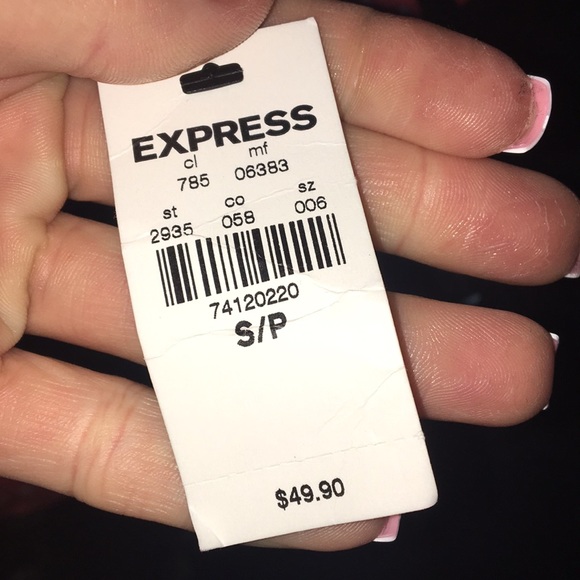 EXPRESS
cl mf
785 06383
st co sz
2935 058 006
74120220
S/P
$49.90